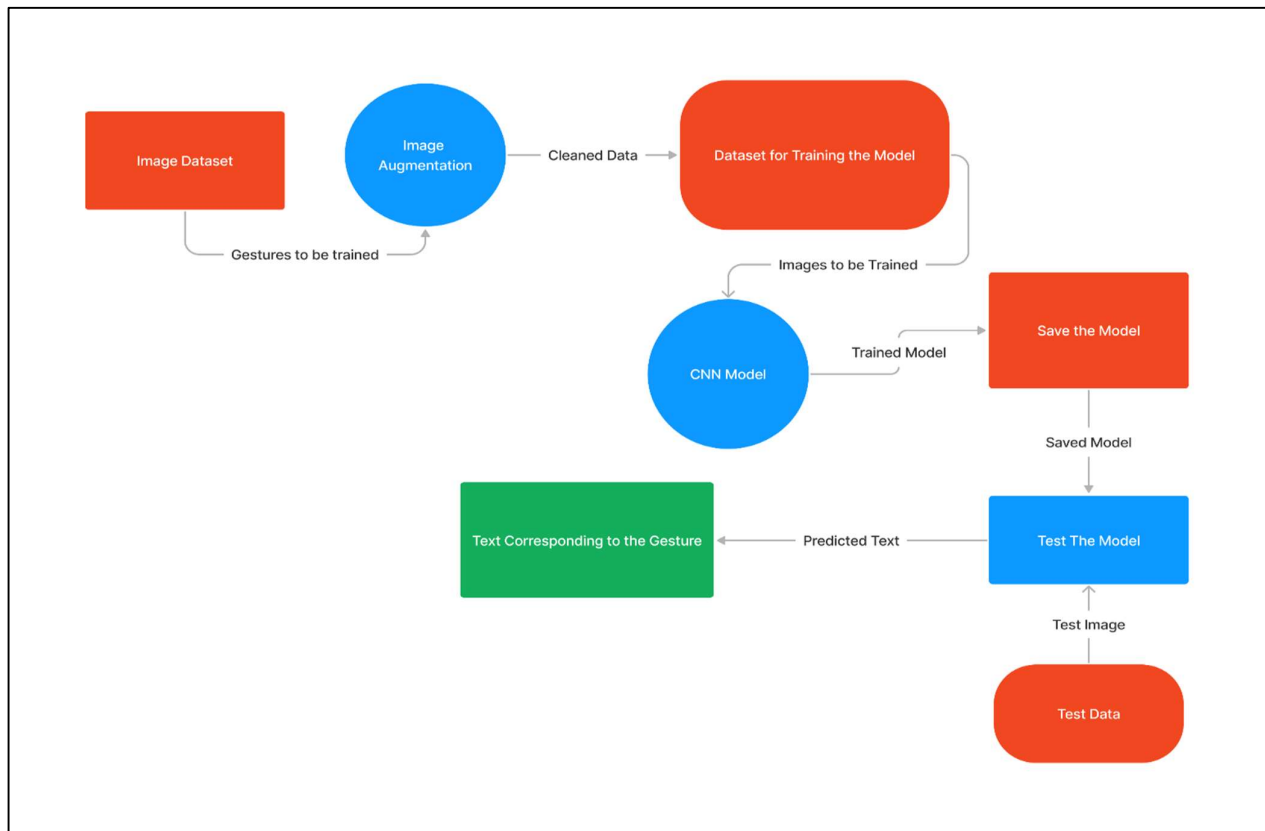 Image Dataset
Gestures to be trained
Image
Augmentation
Cleaned Data
Dataset for Training the Model
Images to be Trained
CNN Model
Trained Model
Save the Model
Saved Model
Test The Model
Predicted Text
Text Corresponding to the Gesture
Test Image
Test Data